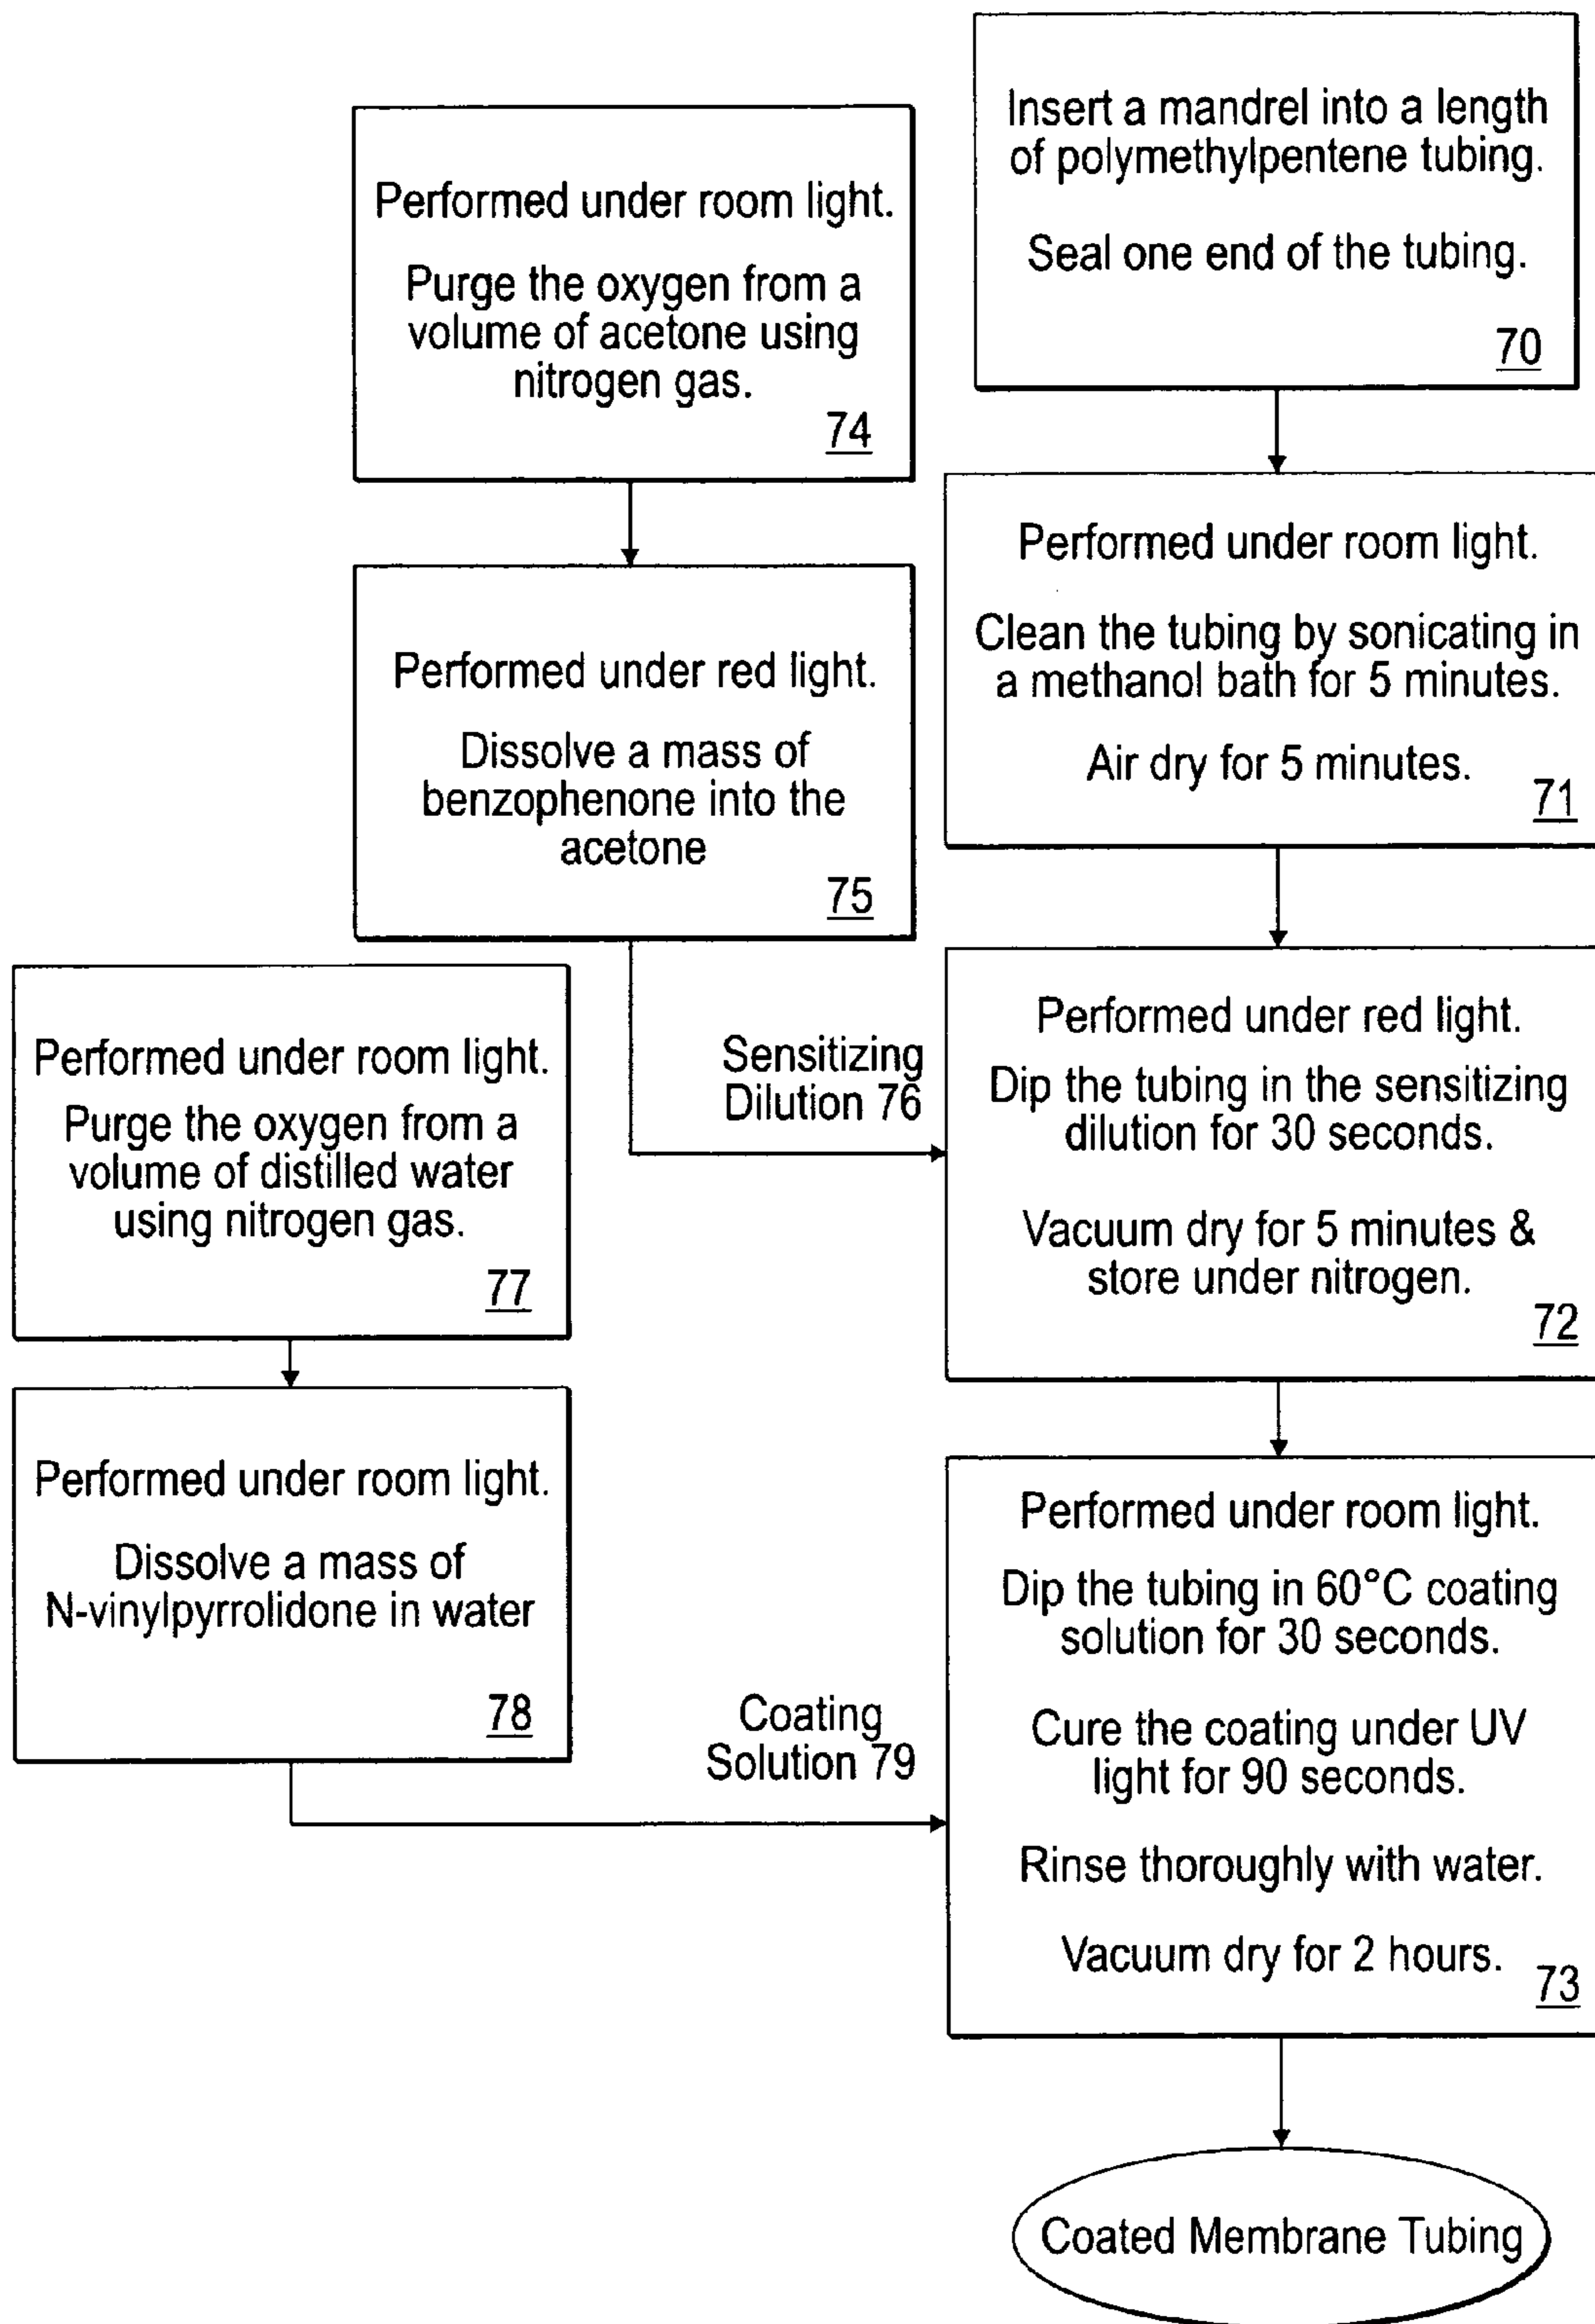 Insert a mandrel into a length
of polymethylpentene tubing.
Seal one end of the tubing.
70
Performed under room light.
Purge the oxygen from a
volume of acetone using
nitrogen gas.
74
Performed under room light.
Clean the tubing by sonicating in
a methanol bath for 5 minutes.
Air dry for 5 minutes.
71
Performed under red light.
Dissolve a mass of
benzophenone into the
acetone
75
Sensitizing
Dilution 76
Performed under red light.
Dip the tubing in the sensitizing
dilution for 30 seconds.
Vacuum dry for 5 minutes &
store under nitrogen.
72
Performed under room light.
Purge the oxygen from a
volume of distilled water
using nitrogen gas.
77
Performed under room light.
Dissolve a mass of
N-vinylpyrrolidone in water
78
Coating
Solution 79
Performed under room light.
Dip the tubing in 60°C coating
solution for 30 seconds.
Cure the coating under UV
light for 90 seconds.
Rinse thoroughly with water.
Vacuum dry for 2 hours.
73
Coated Membrane Tubing